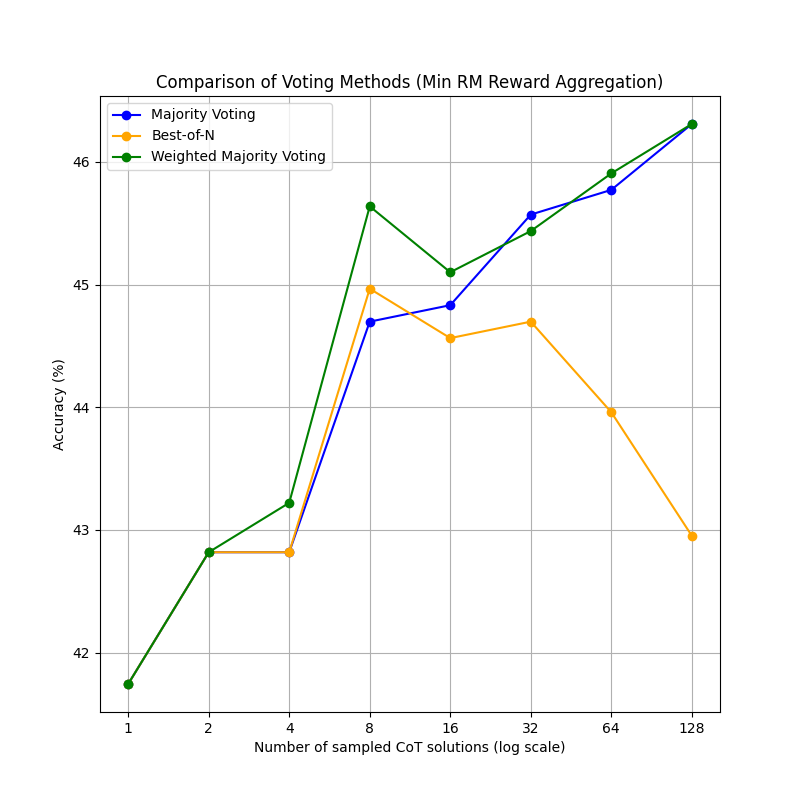 Comparison of Voting Methods (Min RM Reward Aggregation)
Majority Voting
Best-of-N
Weighted Majority Voting
46
45
44
43
42
Accuracy (%)
1 2 4 8 16 32 64 128
Number of sampled CoT solutions (log scale)